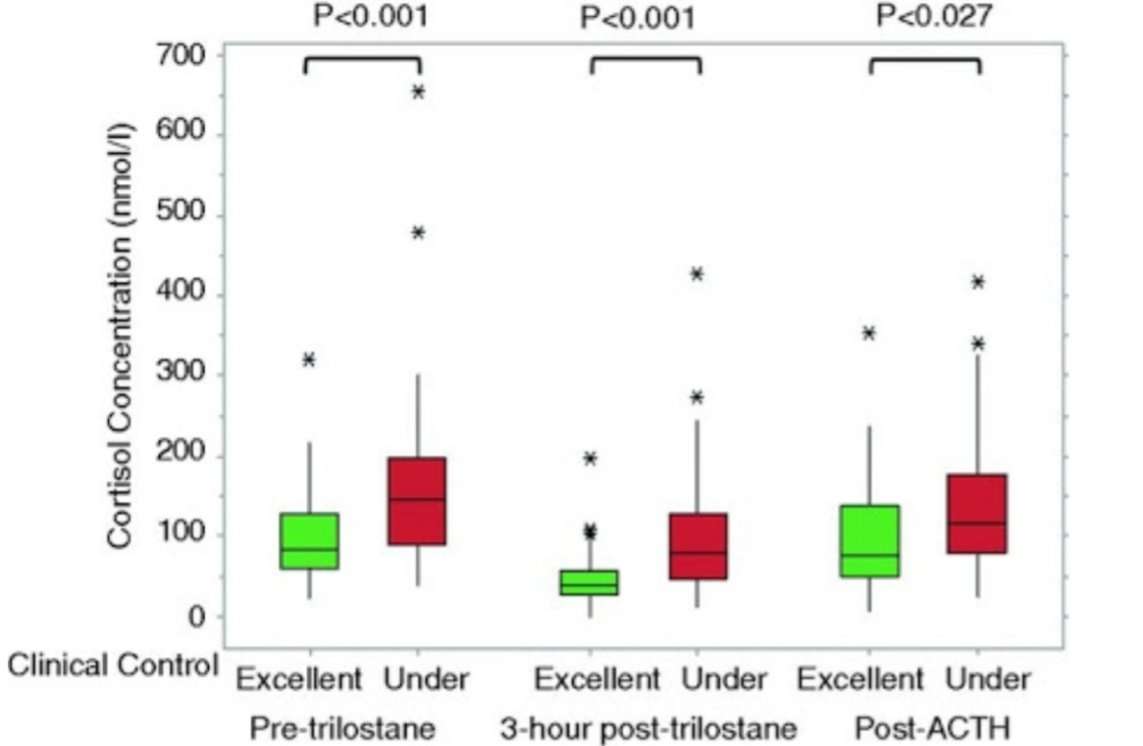 P<0.001 P<0.001 P<0.027
700
600
500
400
300
200
100
0
Cortisol Concentration (nmol/l)
Clinical Control
Excellent Under Excellent Under Excellent Under
Pre-trilostane 3-hour post-trilostane Post-ACTH